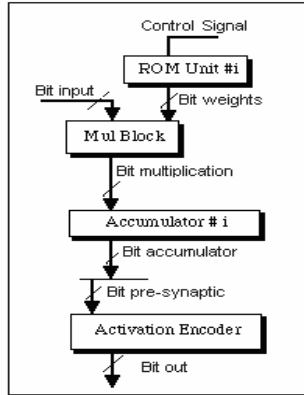 Control Signal
ROM Unit #i
Bit input
Bit weights
Mul Block
Bit multiplication
Accumulator # i
Bit accumulator
Bit pre-synaptic
Activation Encoder
Bit out